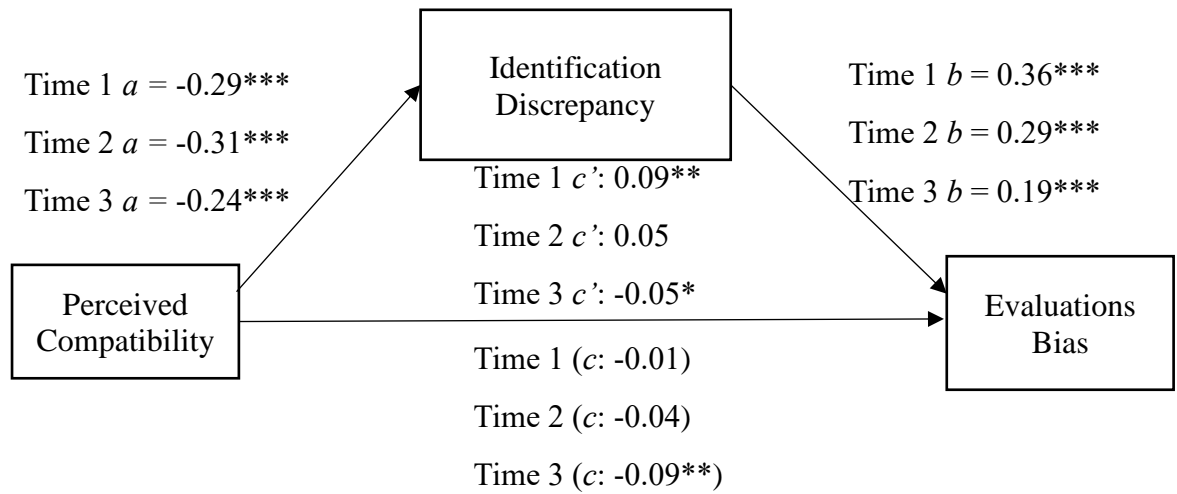 Identification
Discrepancy
Time 1 a = -0.29***
Time 2 a = -0.31***
Time 3 a = -0.24***
Time 1 b = 0.36***
Time 2 b = 0.29***
Time 3 b = 0.19***
Time 1 c’: 0.09**
Time 2 c’: 0.05
Time 3 c’: -0.05*
Perceived
Compatibility
Evaluations
Bias
Time 1 (c: -0.01)
Time 2 (c: -0.04)
Time 3 (c: -0.09**)